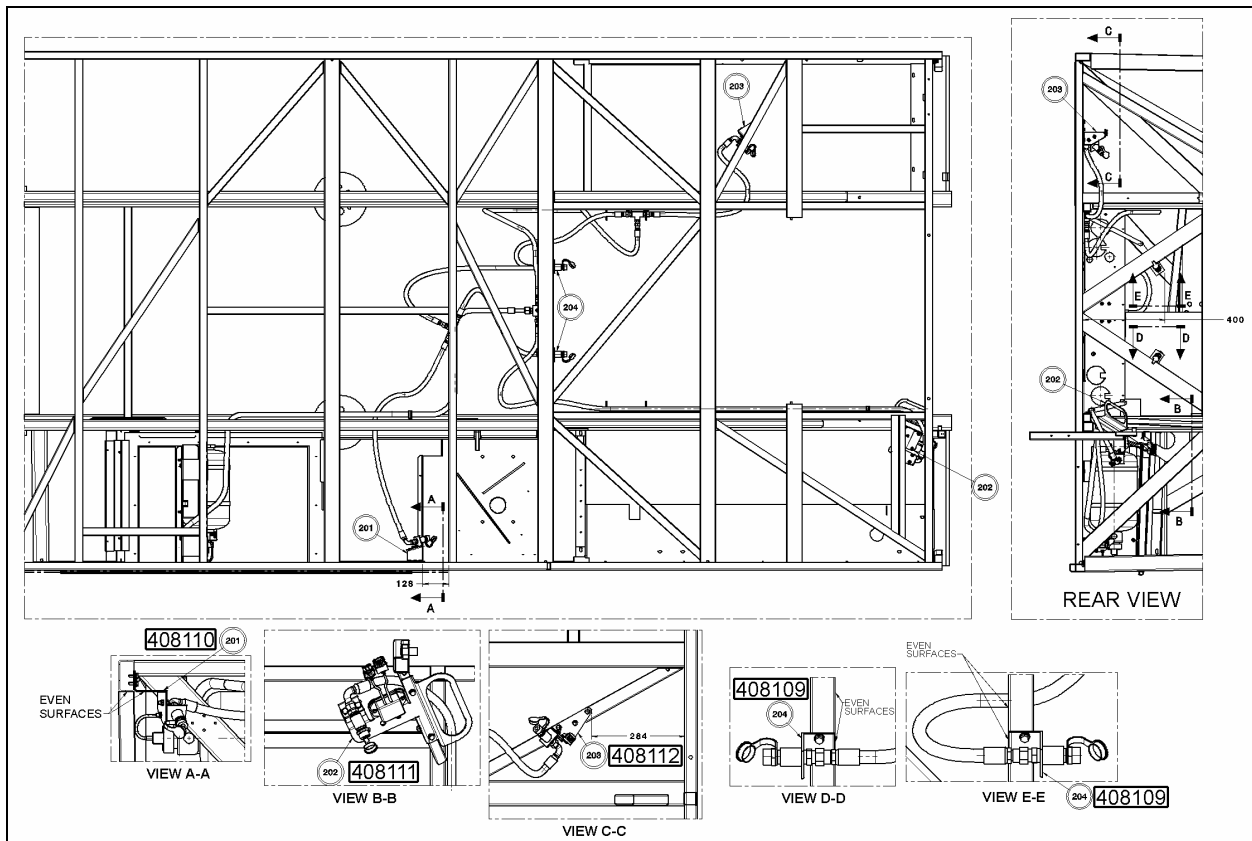 203
204
202
201
A
A
128
C
C
203
E
E
D
D
400
202
B
B
REAR VIEW
408110
201
EVEN
SURFACES
VIEW A-A
202
408111
VIEW B-B
284
203
408112
VIEW C-C
408109
204
EVEN
SURFACES
VIEW D-D
EVEN
SURFACES
204
408109
VIEW E-E